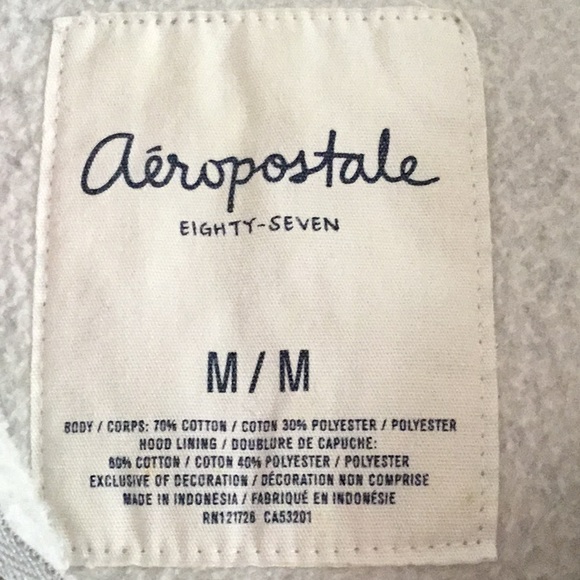 Aéropostale
EIGHTY-SEVEN
M / M
BODY / CORPS: 70% COTTON / COTON 30% POLYESTER / POLYESTER
HOOD LINING / DOUBLURE DE CAPUCHE:
60% COTTON / COTON 40% POLYESTER / POLYESTER
EXCLUSIVE OF DECORATION / DÉCORATION NON COMPRISE
MADE IN INDONESIA / FABRIQUÉ EN INDONÉSIE
RN121726 CA53201